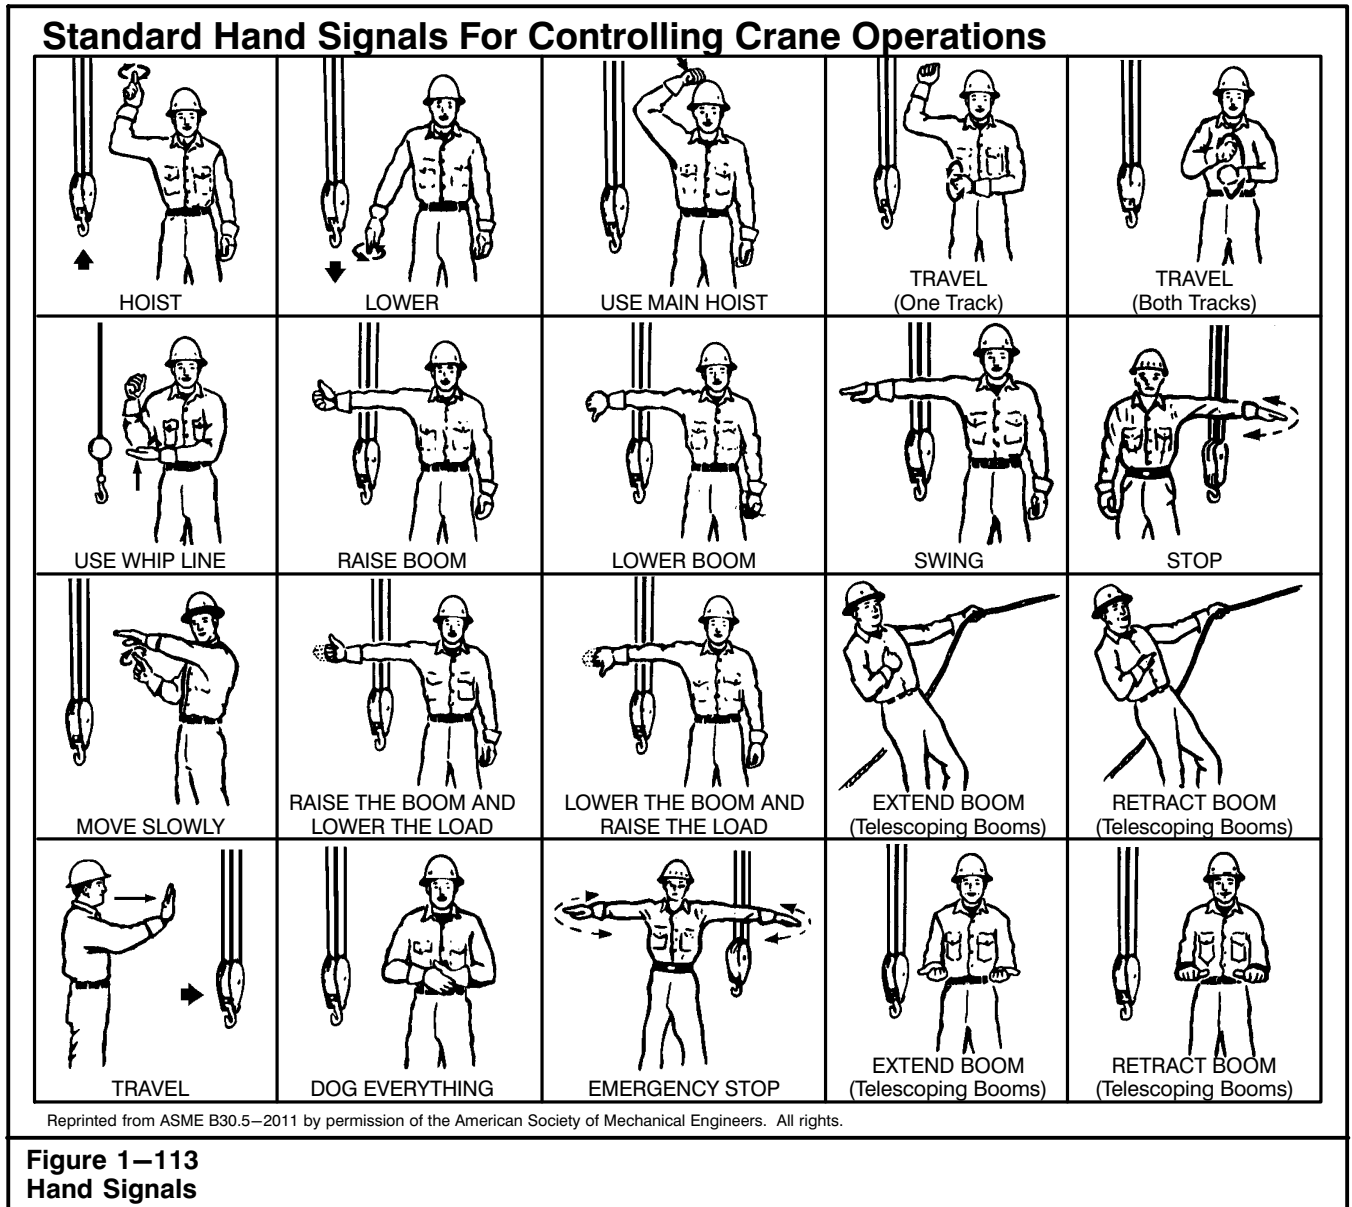 Standard Hand Signals For Controlling Crane Operations
HOIST
LOWER
USE MAIN HOIST
TRAVEL
(One Track)
TRAVEL
(Both Tracks)
USE WHIP LINE
RAISE BOOM
LOWER BOOM
SWING
STOP
MOVE SLOWLY
RAISE THE BOOM AND
LOWER THE LOAD
LOWER THE BOOM AND
RAISE THE LOAD
EXTEND BOOM
(Telescoping Booms)
RETRACT BOOM
(Telescoping Booms)
TRAVEL
DOG EVERYTHING
EMERGENCY STOP
EXTEND BOOM
(Telescoping Booms)
RETRACT BOOM
(Telescoping Booms)
Reprinted from ASME B30.5–2011 by permission of the American Society of Mechanical Engineers. All rights.
Figure 1–113
Hand Signals